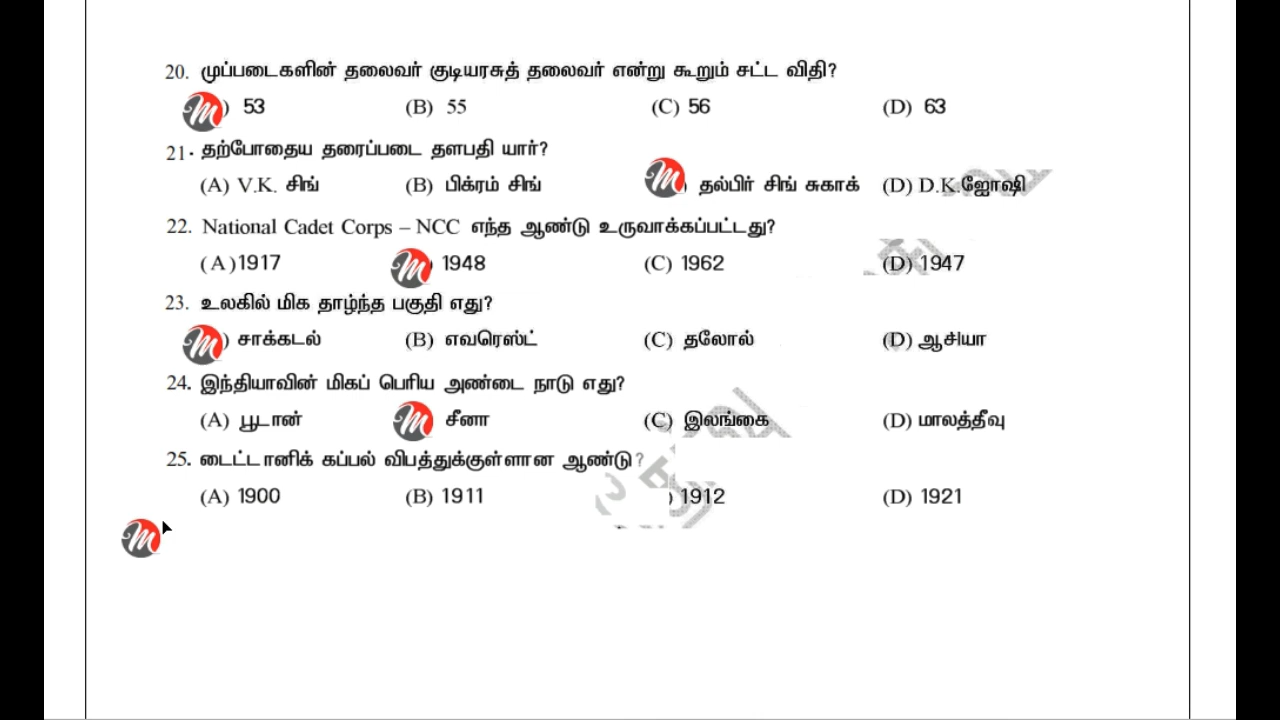 20. முப்படைகளின் தலைவர் குடியரசுத் தலைவர் என்று கூறும் சட்ட விதி?
) 53 (B) 55 (C) 56 (D) 63
21. தற்போதைய தரைப்படை தளபதி யார்?
(A) V.K. சிங் (B) பிக்ரம் சிங் ) தல்பிர் சிங் சுகாக் (D) D.K.ஜோஷி
22. National Cadet Corps – NCC எந்த ஆண்டு உருவாக்கப்பட்டது?
(A)1917 ) 1948 (C) 1962 (D) 1947
23. உலகில் மிக தாழ்ந்த பகுதி எது?
) சாக்கடல் (B) எவரெஸ்ட் (C) தலோல் (D) ஆசியா
24. இந்தியாவின் மிகப் பெரிய அண்டை நாடு எது?
(A) பூடான் சீனா (C) இலங்கை (D) மாலத்தீவு
25. டைட்டானிக் கப்பல் விபத்துக்குள்ளான ஆண்டு?
(A) 1900 (B) 1911 ) 1912 (D) 1921